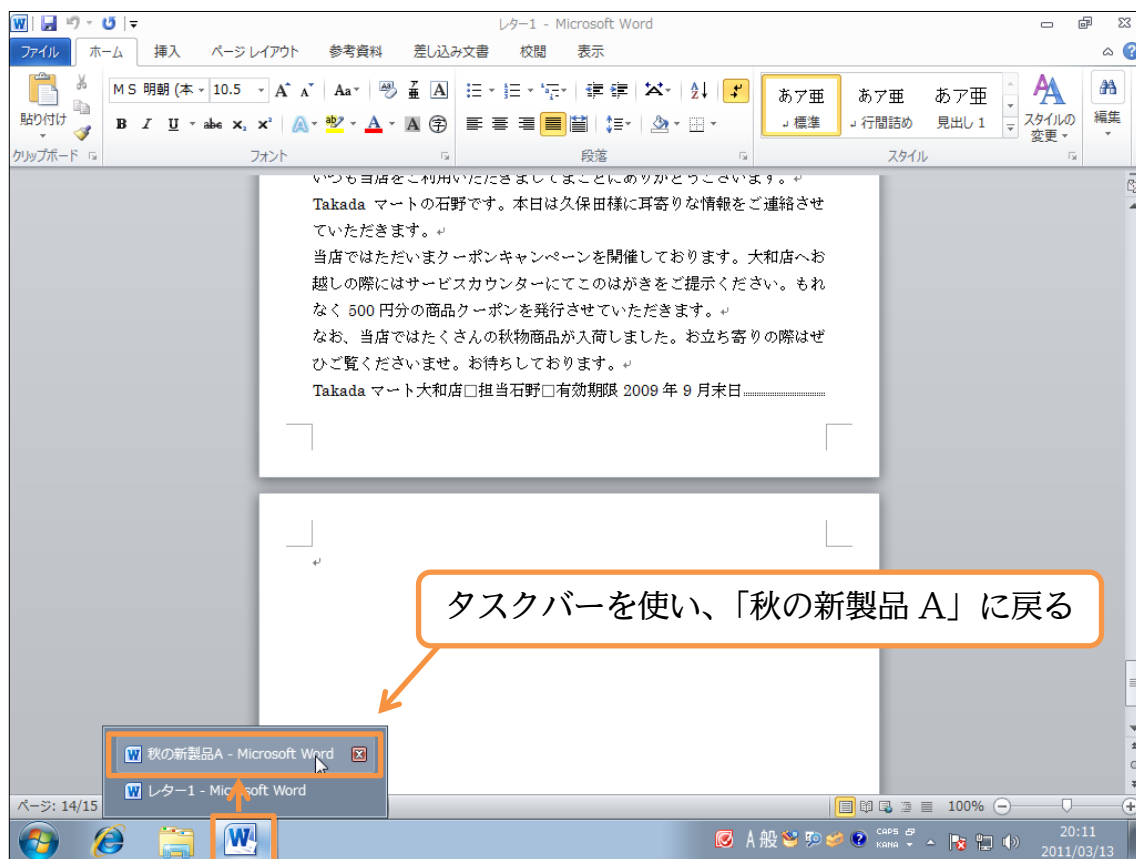 レター1 - Microsoft Word
ファイル ホーム 挿入 ページ レイアウト 参考資料 差し込み文書 校閲 表示
貼り付け
ＭＳ 明朝 (本 10.5 A A Aa 亜 A
B I U abc x₂ x² A ab A A 字
あア亜 あア亜 あア亜
標準 行間詰め 見出し 1
スタイルの
変更
編集
クリップボード フォント 段落 スタイル
いつも当店をご利用いただきましてまことにありがとうございます。
Takada マートの石野です。本日は久保田様に耳寄りな情報をご連絡させ
ていただきます。
当店ではただいまクーポンキャンペーンを開催しております。大和店へお
越しの際にはサービスカウンターにてこのはがきをご提示ください。もれ
なく 500 円分の商品クーポンを発行させていただきます。
なお、当店ではたくさんの秋物商品が入荷しました。お立ち寄りの際はぜ
ひご覧くださいませ。お待ちしております。
Takada マート大和店□担当石野□有効期限 2009 年 9 月末日
タスクバーを使い、「秋の新製品 A」に戻る
秋の新製品A - Microsoft Word
レター1 - Microsoft Word
ページ: 14/15
100%
A 般 CAPS KANA
20:11
2011/03/13